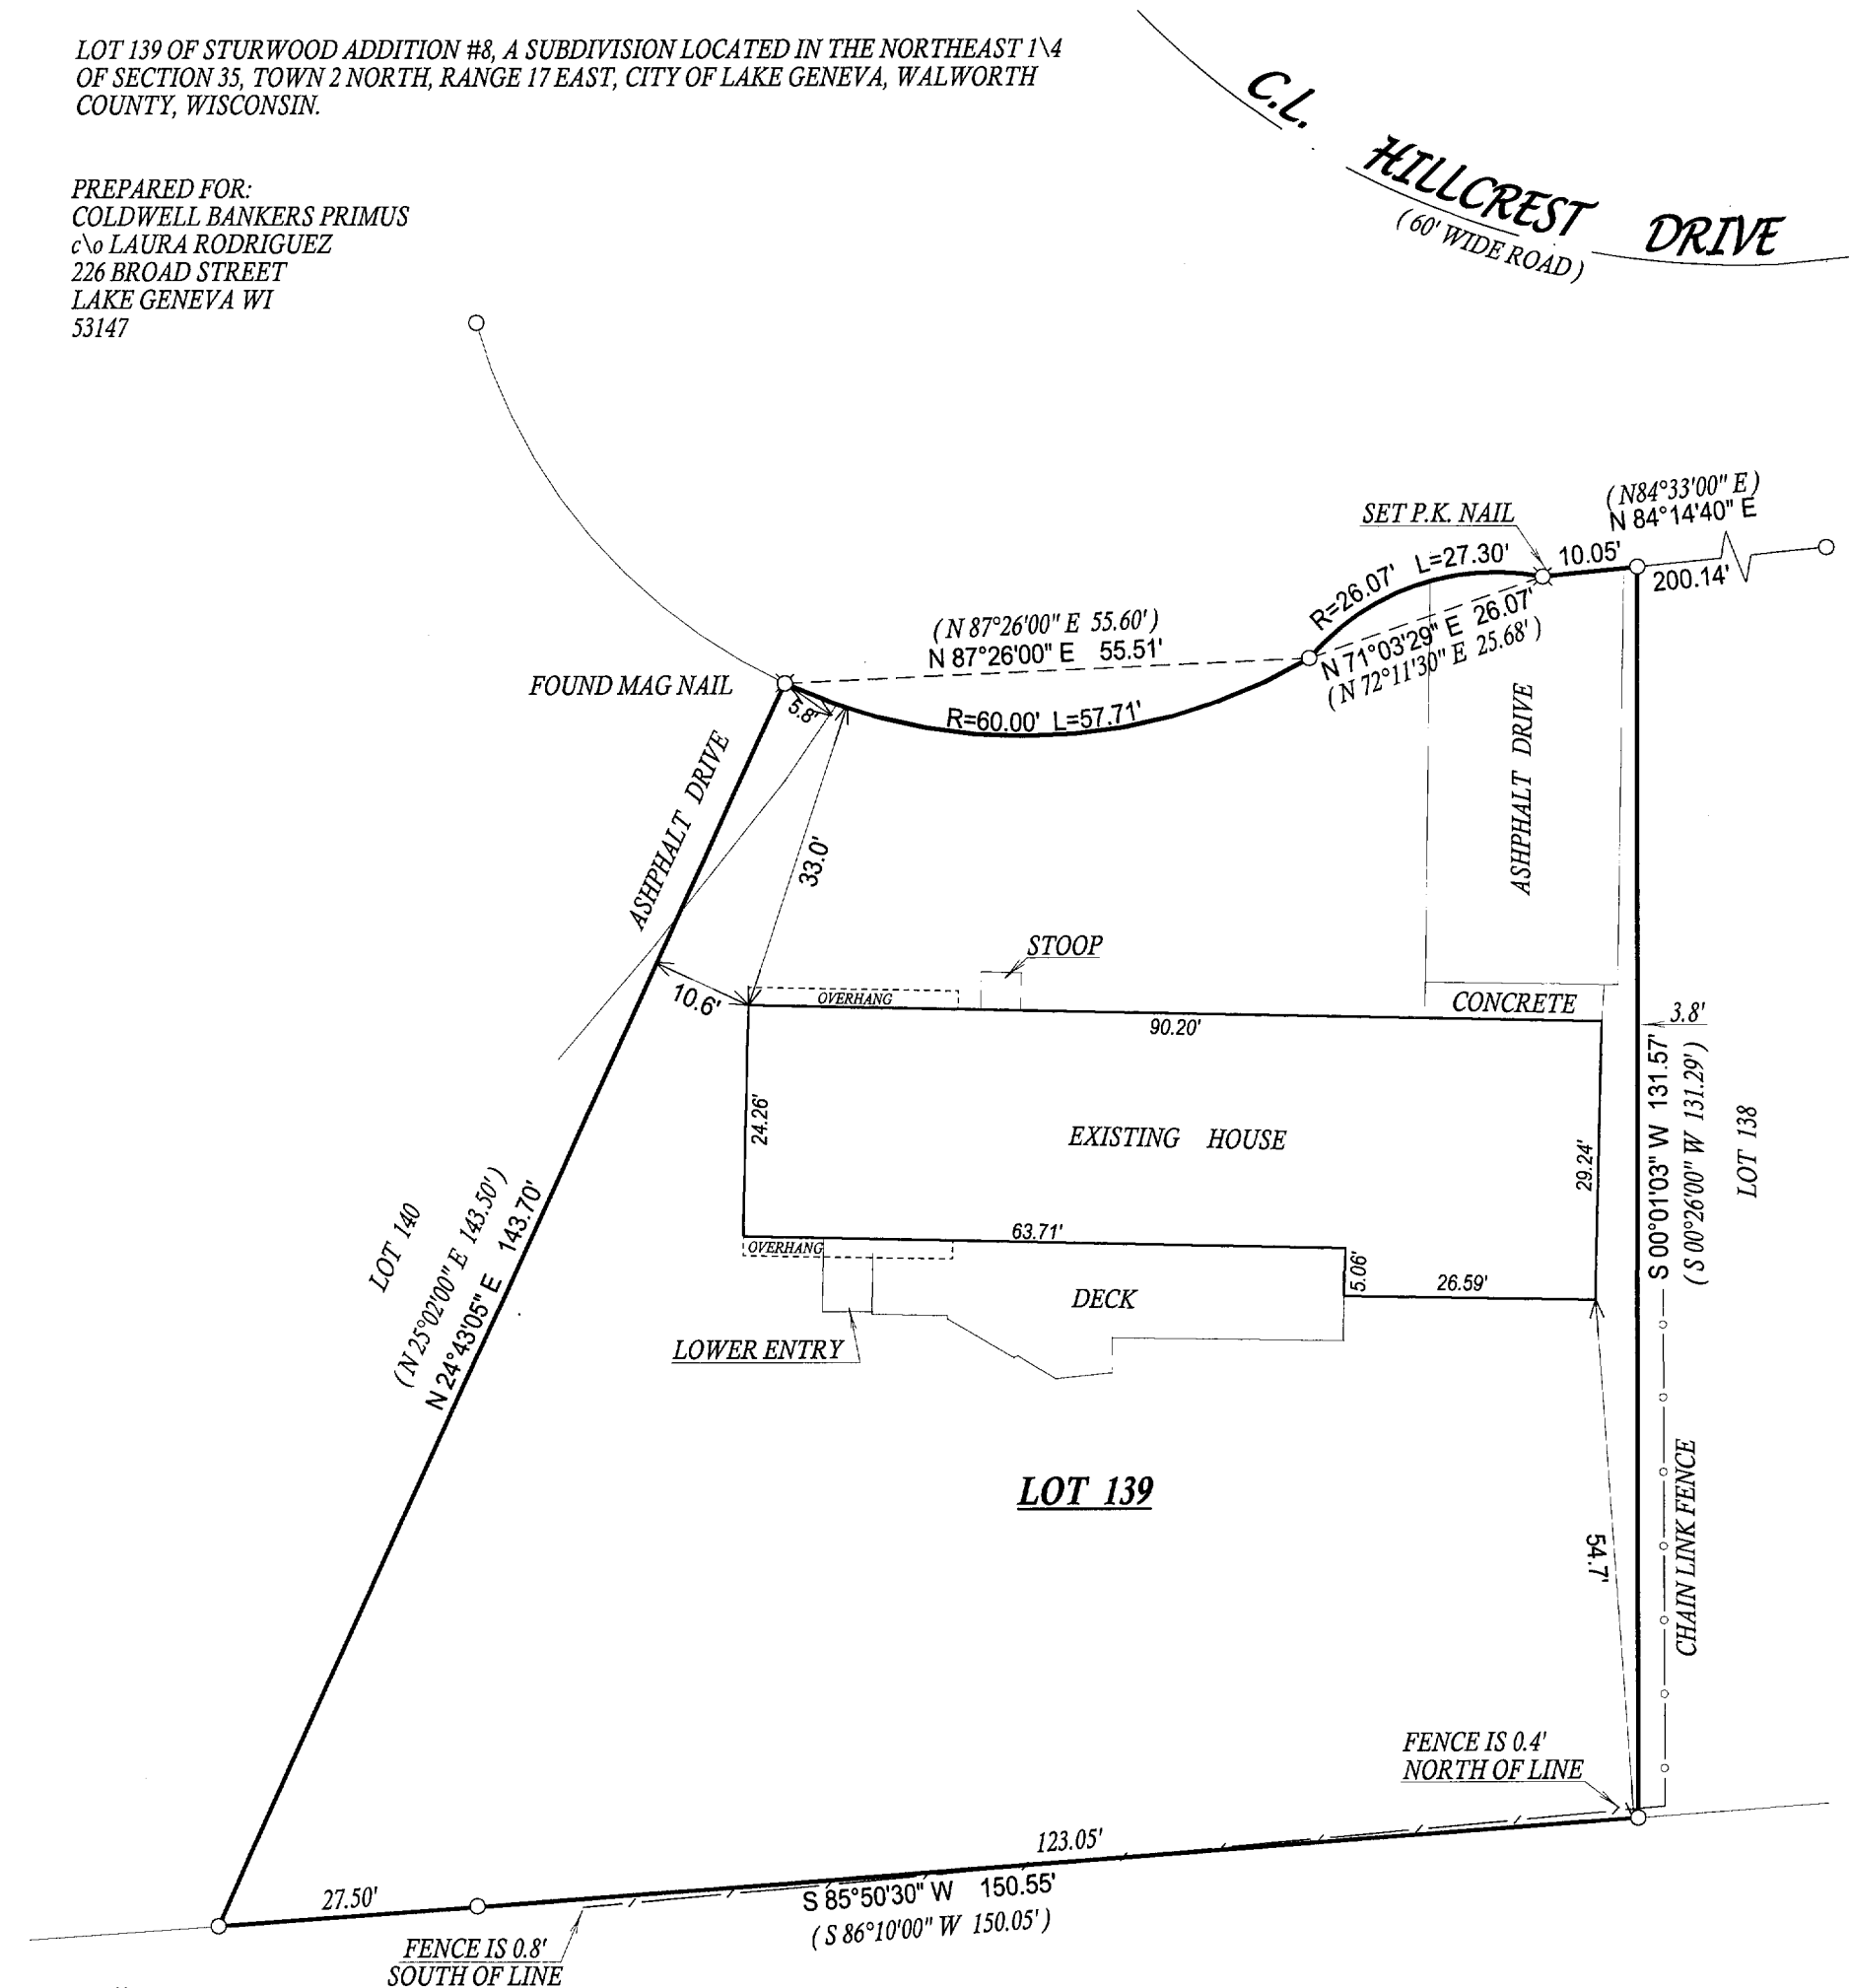 LOT 139 OF STURWOOD ADDITION #8, A SUBDIVISION LOCATED IN THE NORTHEAST 1\4
OF SECTION 35, TOWN 2 NORTH, RANGE 17 EAST, CITY OF LAKE GENEVA, WALWORTH
COUNTY, WISCONSIN.
PREPARED FOR:
COLDWELL BANKERS PRIMUS
c\o LAURA RODRIGUEZ
226 BROAD STREET
LAKE GENEVA WI
53147
C.L. HILLCREST DRIVE
( 60' WIDE ROAD )
( N84°33'00" E )
N 84°14'40" E
SET P.K. NAIL
10.05'
200.14'
R=26.07' L=27.30'
N 71°03'29" E 26.07'
( N 72°11'30" E 25.68' )
( N 87°26'00" E 55.60' )
N 87°26'00" E 55.51'
FOUND MAG NAIL
5.8'
R=60.00' L=57.71'
ASHPHALT DRIVE
ASHPHALT DRIVE
33.0'
STOOP
10.6'
OVERHANG
CONCRETE
90.20'
3.8'
24.26'
EXISTING HOUSE
29.24'
S 00°01'03" W 131.57'
( S 00°26'00" W 131.29' )
LOT 138
LOT 140
( N 25°02'00" E 143.50' )
N 24°43'05" E 143.70'
63.71'
OVERHANG
5.06'
26.59'
DECK
LOWER ENTRY
LOT 139
54.7'
CHAIN LINK FENCE
FENCE IS 0.4'
NORTH OF LINE
123.05'
27.50'
S 85°50'30" W 150.55'
( S 86°10'00" W 150.05' )
FENCE IS 0.8'
SOUTH OF LINE